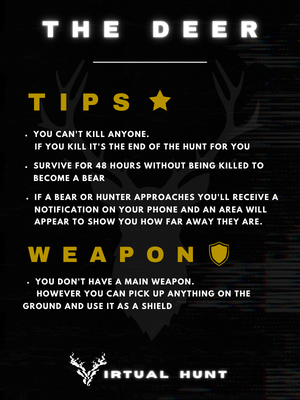 THE DEER
TIPS
• YOU CAN'T KILL ANYONE.
IF YOU KILL IT'S THE END OF THE HUNT FOR YOU
• SURVIVE FOR 48 HOURS WITHOUT BEING KILLED TO
BECOME A BEAR
• IF A BEAR OR HUNTER APPROACHES YOU'LL RECEIVE A
NOTIFICATION ON YOUR PHONE AND AN AREA WILL
APPEAR TO SHOW YOU HOW FAR AWAY THEY ARE.
WEAPON
• YOU DON'T HAVE A MAIN WEAPON.
HOWEVER YOU CAN PICK UP ANYTHING ON THE
GROUND AND USE IT AS A SHIELD
VIRTUAL HUNT